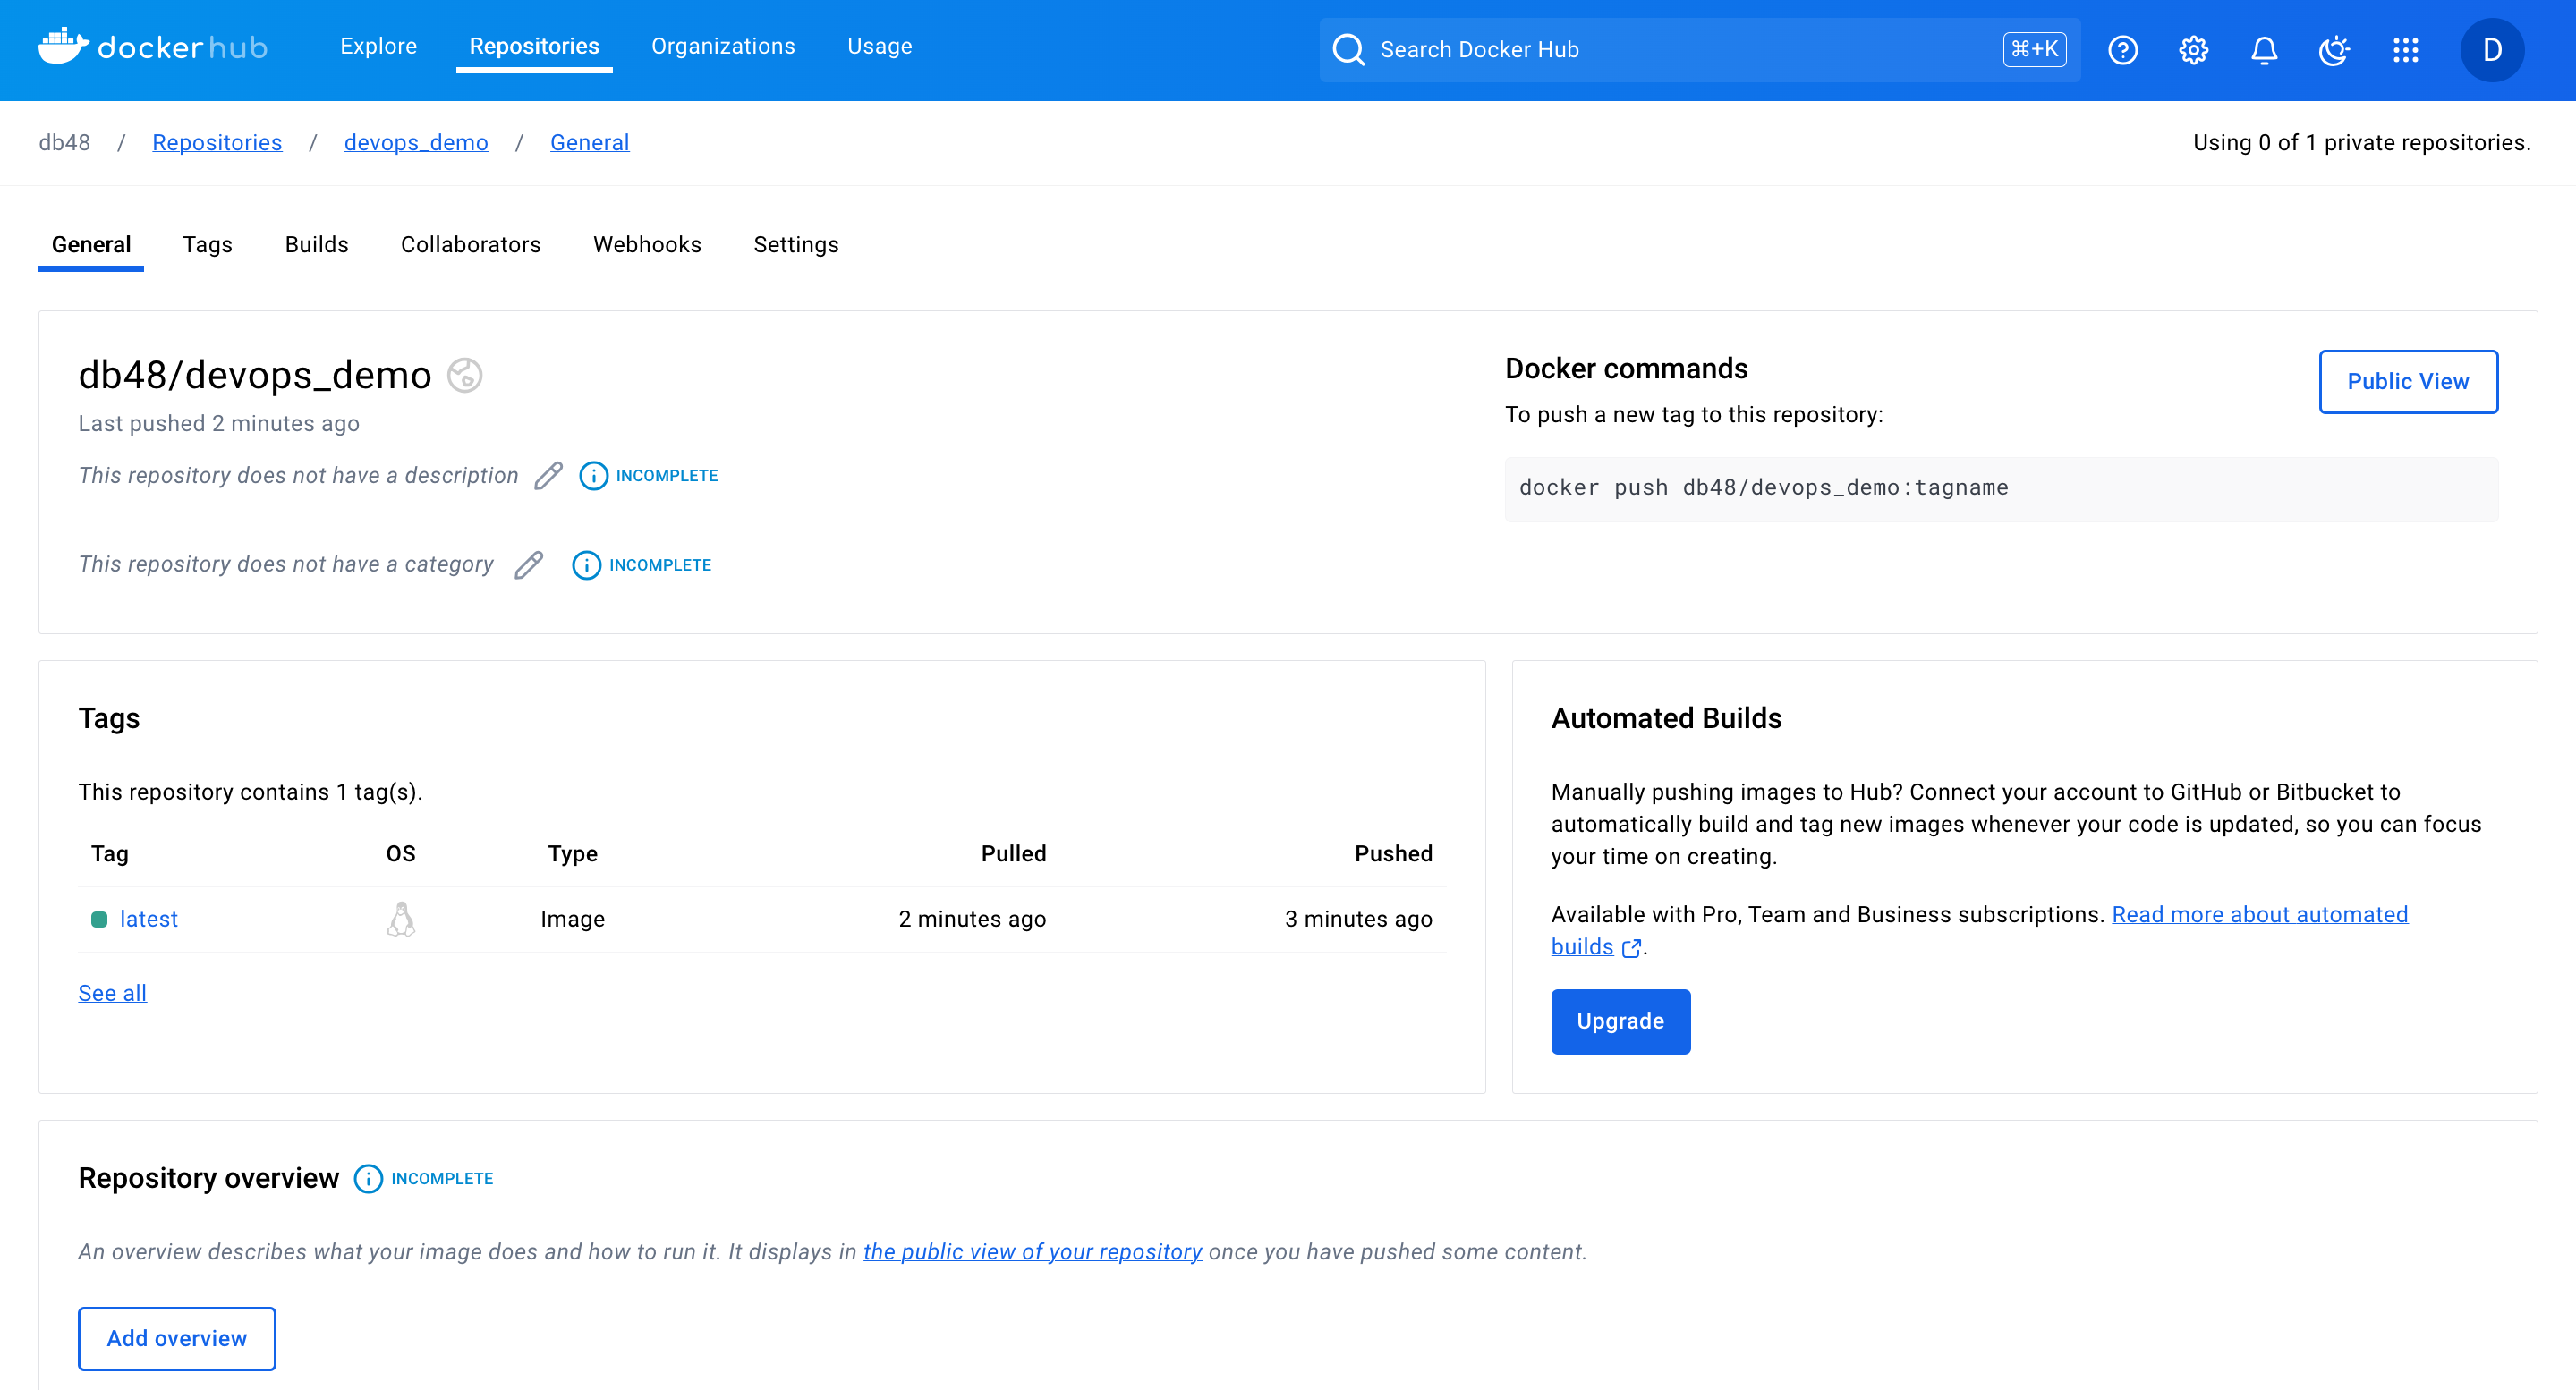 docker hub
Explore
Repositories
Organizations
Usage
Search Docker Hub
⌘+K
D
db48 / Repositories / devops_demo / General
Using 0 of 1 private repositories.
General
Tags
Builds
Collaborators
Webhooks
Settings
db48/devops_demo
Last pushed 2 minutes ago
This repository does not have a description
INCOMPLETE
This repository does not have a category
INCOMPLETE
Docker commands
Public View
To push a new tag to this repository:
docker push db48/devops_demo:tagname
Tags
This repository contains 1 tag(s).
Tag OS Type Pulled Pushed
latest Image 2 minutes ago 3 minutes ago
See all
Automated Builds
Manually pushing images to Hub? Connect your account to GitHub or Bitbucket to
automatically build and tag new images whenever your code is updated, so you can focus
your time on creating.
Available with Pro, Team and Business subscriptions. Read more about automated
builds.
Upgrade
Repository overview
INCOMPLETE
An overview describes what your image does and how to run it. It displays in the public view of your repository once you have pushed some content.
Add overview